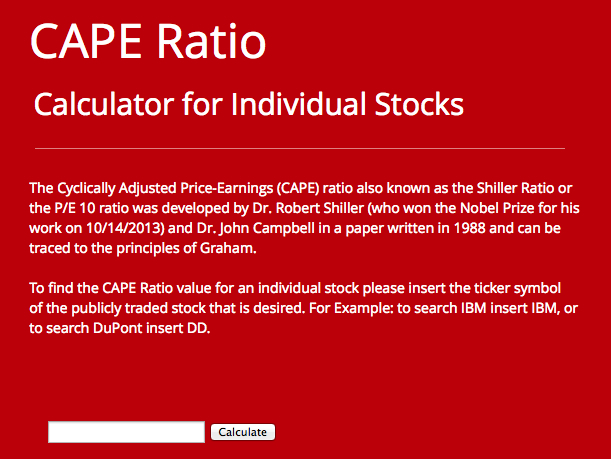 CAPE Ratio
Calculator for Individual Stocks
The Cyclically Adjusted Price-Earnings (CAPE) ratio also known as the Shiller Ratio or
the P/E 10 ratio was developed by Dr. Robert Shiller (who won the Nobel Prize for his
work on 10/14/2013) and Dr. John Campbell in a paper written in 1988 and can be
traced to the principles of Graham.
To find the CAPE Ratio value for an individual stock please insert the ticker symbol
of the publicly traded stock that is desired. For Example: to search IBM insert IBM, or
to search DuPont insert DD.
Calculate